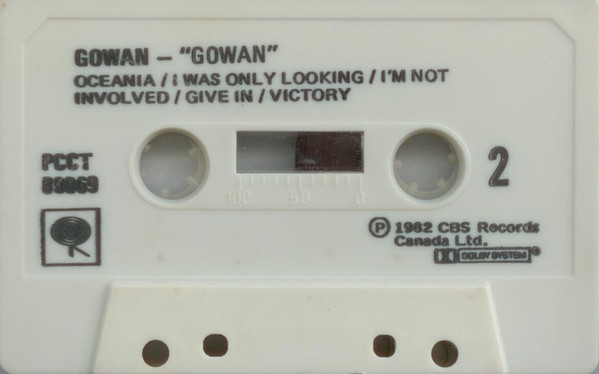 GOWAN – "GOWAN"
OCEANIA / I WAS ONLY LOOKING / I'M NOT
INVOLVED / GIVE IN / VICTORY
PCCT
80069
2
100 50 0
Ⓟ 1982 CBS Records
Canada Ltd.
DOLBY SYSTEM